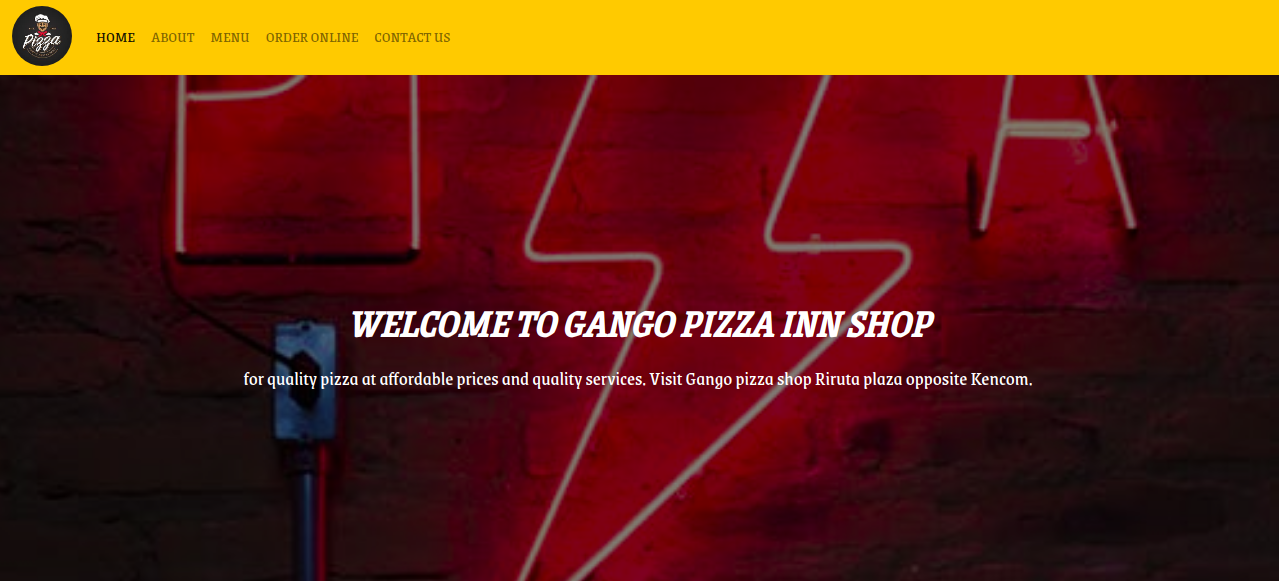 Pizza
HOME ABOUT MENU ORDER ONLINE CONTACT US
WELCOME TO GANGO PIZZA INN SHOP
for quality pizza at affordable prices and quality services. Visit Gango pizza shop Riruta plaza opposite Kencom.